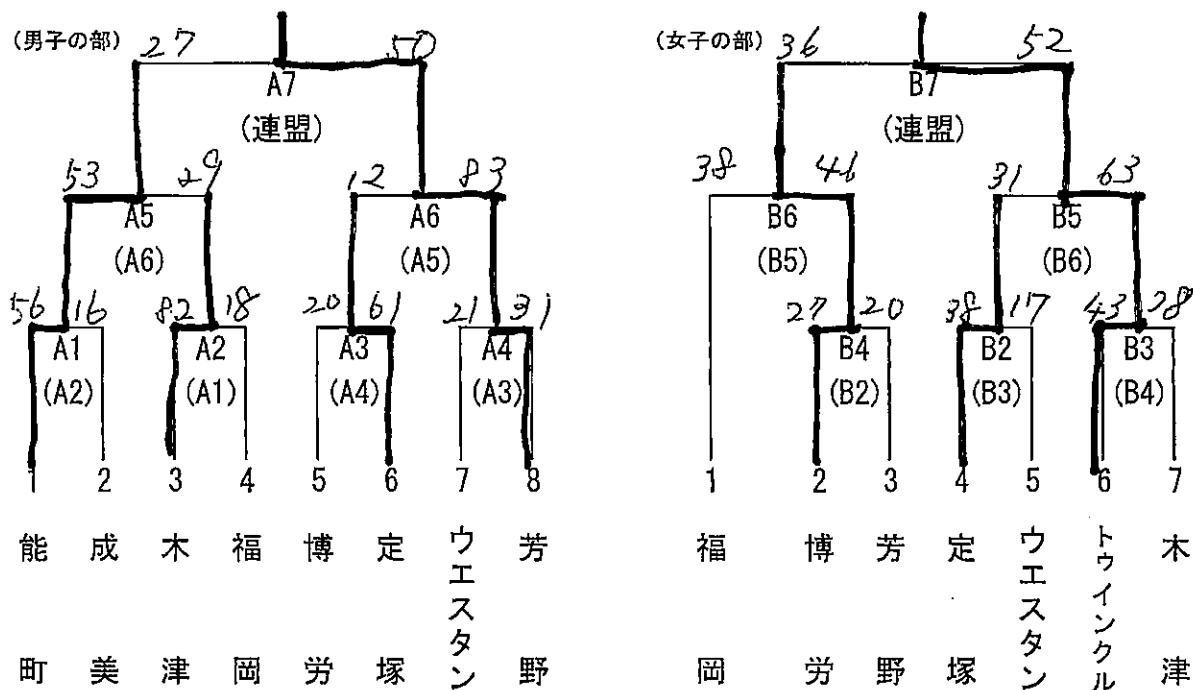 (男子の部) 27 50
A7
(連盟)
53 29 12 83
A5 A6
(A6) (A5)
56 16 82 18 20 61 21 31
A1 A2 A3 A4
(A2) (A1) (A4) (A3)
1 2 3 4 5 6 7 8
能町 成美 木津 福岡 博労 定塚 ウエスタン 芳野
(女子の部) 36 52
B7
(連盟)
38 46 31 63
B6 B5
(B5) (B6)
27 20 38 17 43 28
B4 B2 B3
(B2) (B3) (B4)
1 2 3 4 5 6 7
福岡 博労 芳野 定塚 ウエスタン トゥインクル 木津